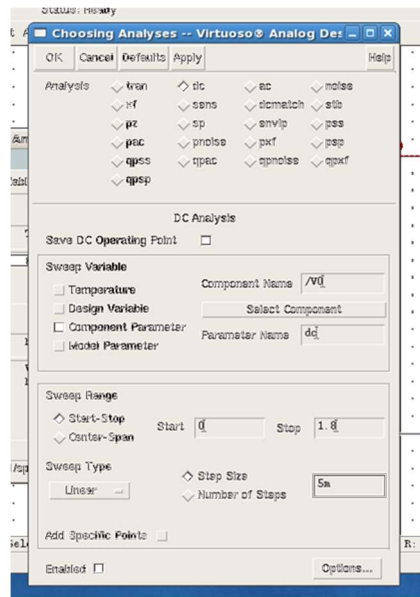 Status: Ready
Choosing Analyses -- Virtuoso® Analog Des
OK Cancel Defaults Apply Help
Analysis tran dc ac noise
xf sens dcmatch stb
pz sp envlp pss
pac pnoise pxf psp
qpss qpac qpnoise qpxf
qpsp
DC Analysis
Save DC Operating Point
Sweep Variable
Temperature
Design Variable
Component Parameter
Model Parameter
Component Name /V0
Select Component
Parameter Name dc
Sweep Range
Start-Stop
Center-Span
Start 0 Stop 1.8
Sweep Type
Linear
Step Size
Number of Steps
5m
Add Specific Points
Enabled Options...
R: